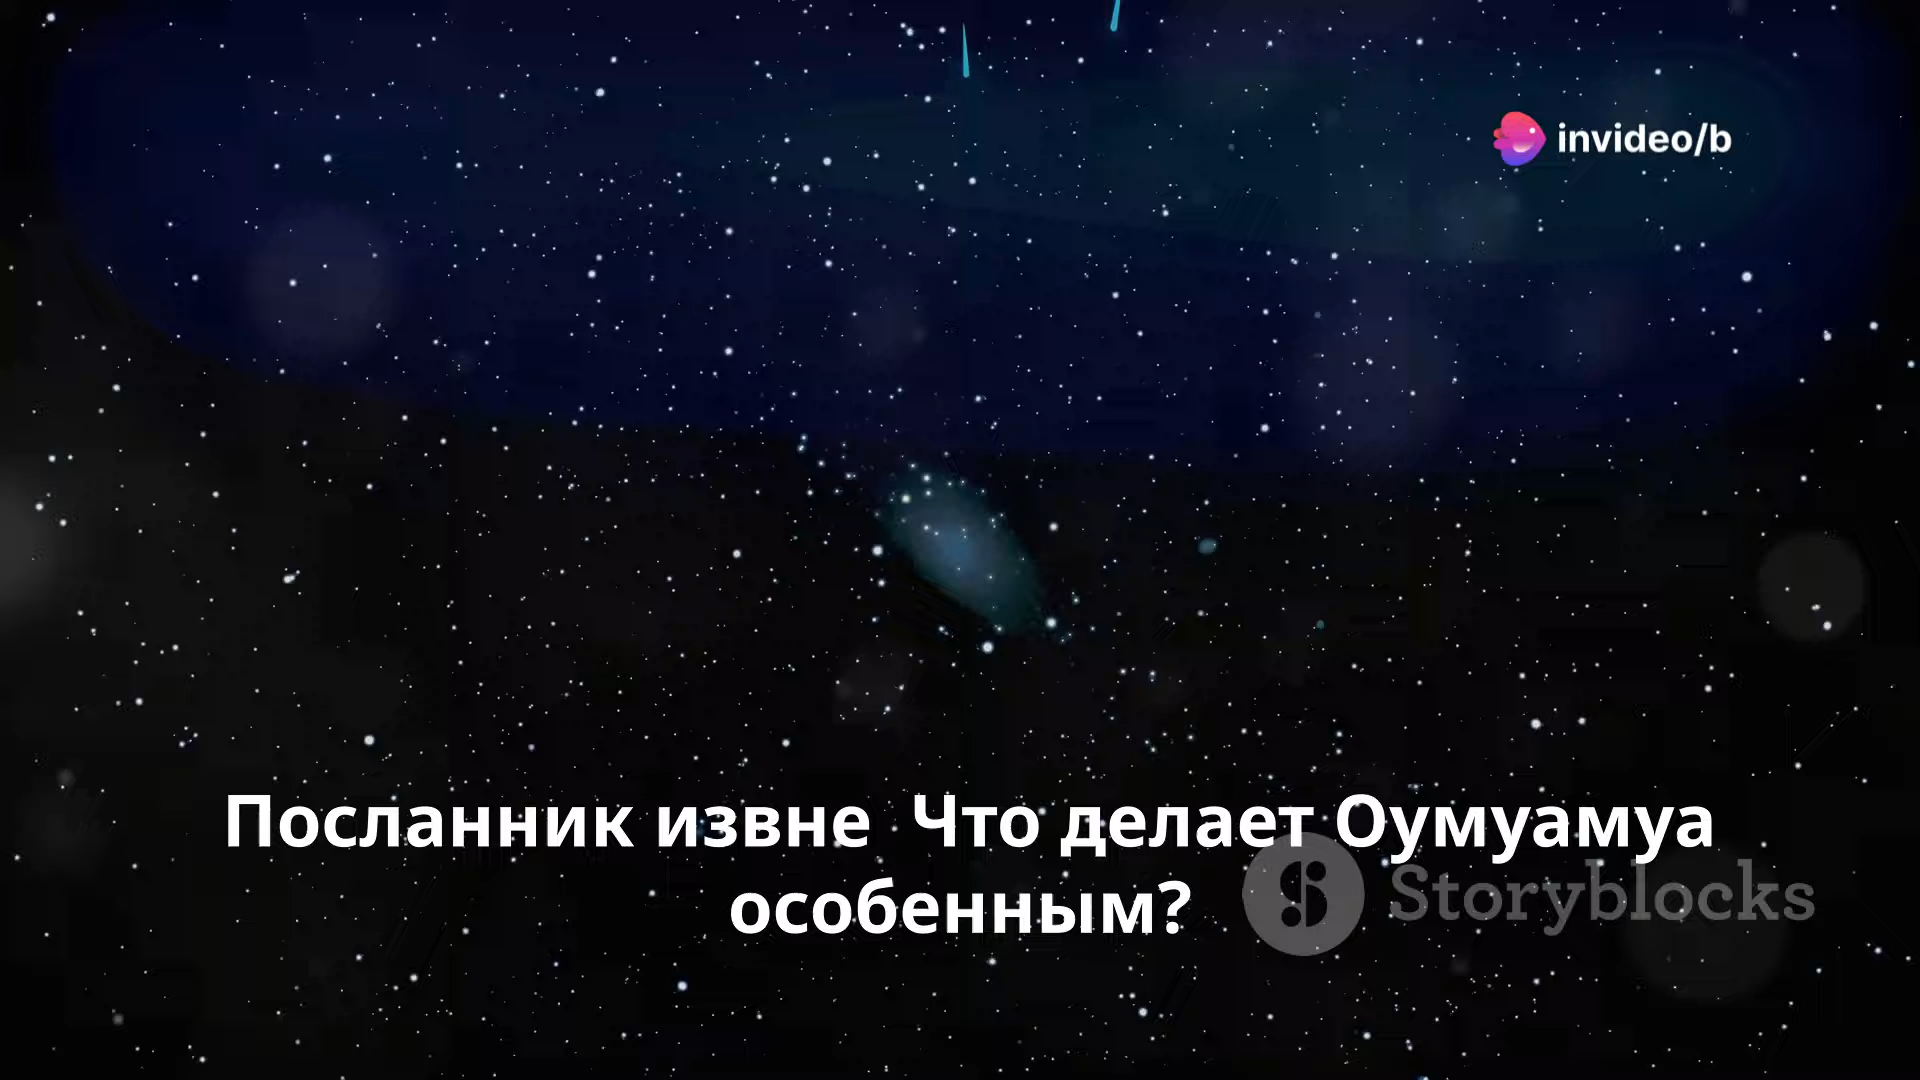 invideo/b
Посланник извне Что делает Оумуамуа
особенным?
Storyblocks